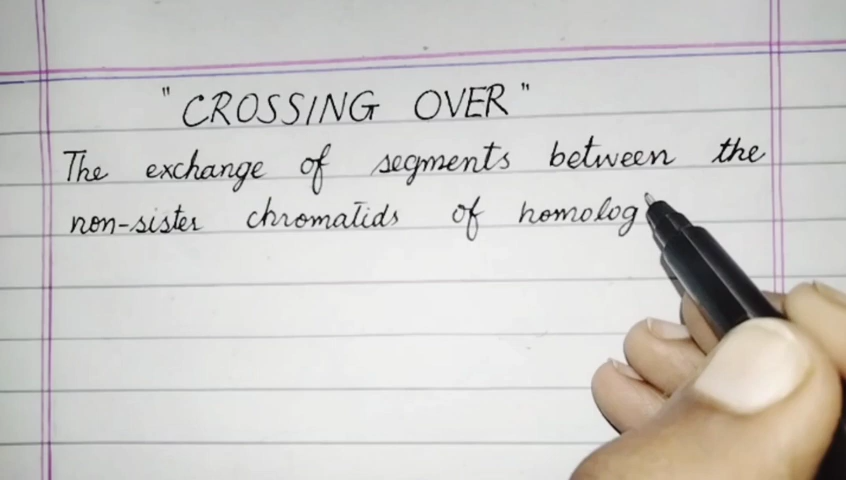 "CROSSING OVER"
The exchange of segments between the
non-sister chromatids of homolog